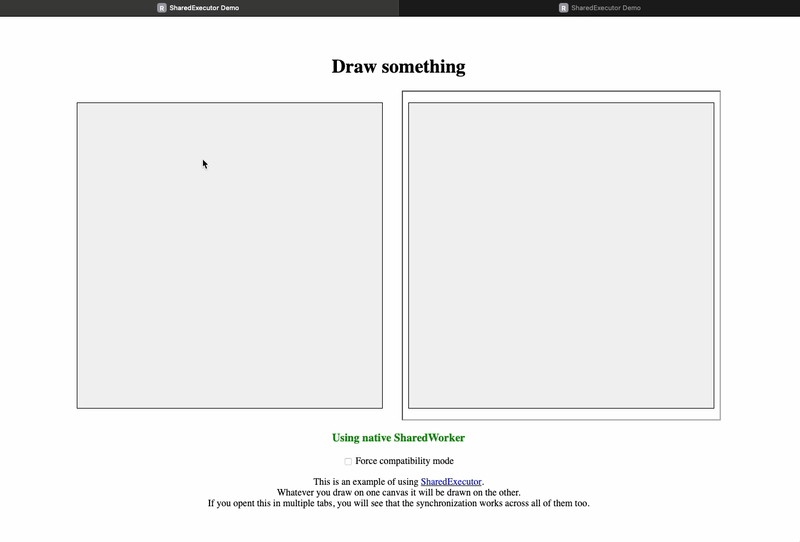 R SharedExecutor Demo
R SharedExecutor Demo
Draw something
Using native SharedWorker
Force compatibility mode
This is an example of using SharedExecutor.
Whatever you draw on one canvas it will be drawn on the other.
If you opent this in multiple tabs, you will see that the synchronization works across all of them too.